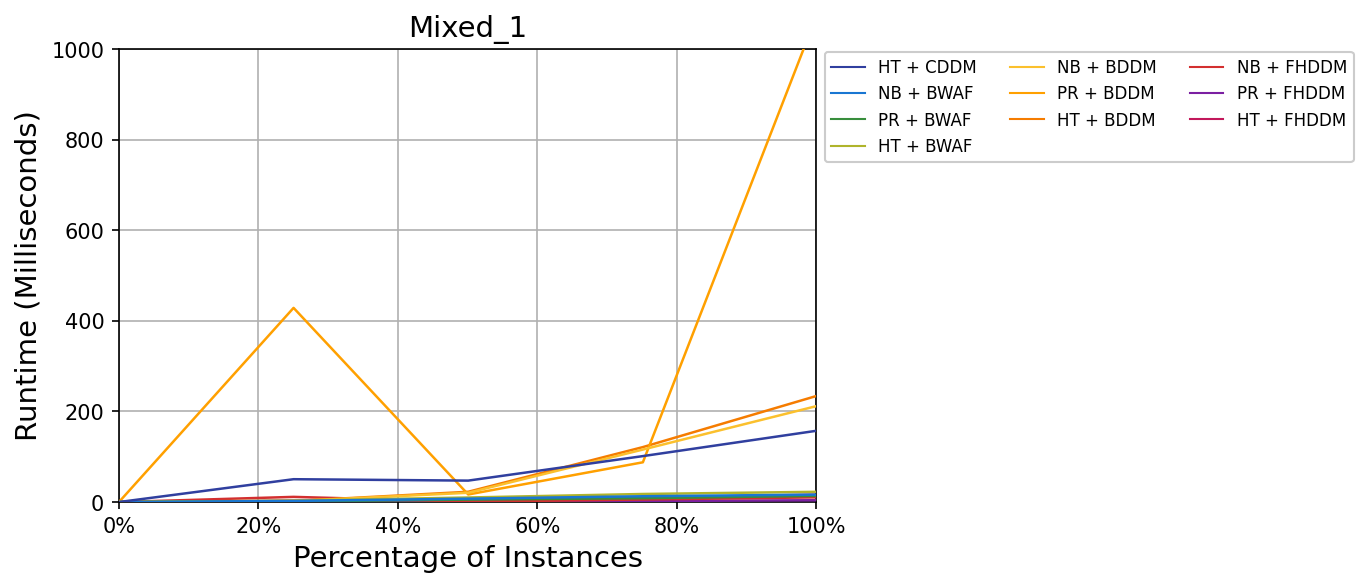 Mixed_1
1000
800
600
400
200
0
Runtime (Milliseconds)
0%
20%
40%
60%
80%
100%
Percentage of Instances
HT + CDDM
NB + BWAF
PR + BWAF
HT + BWAF
NB + BDDM
PR + BDDM
HT + BDDM
NB + FHDDM
PR + FHDDM
HT + FHDDM